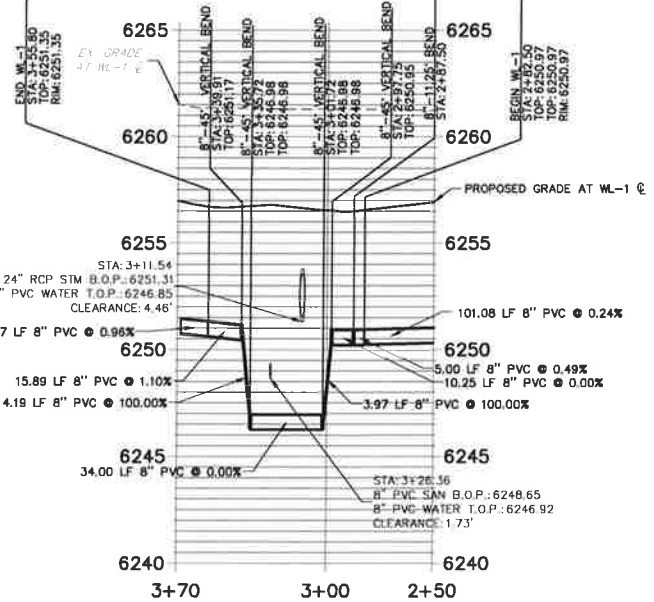 6265
6265
END WL-1
STA: 3+55.80
TOP: 6251.35
RIM: 6251.35
EX. GRADE
AT WL-1 ℄
8"-45° VERTICAL BEND
STA: 3+39.91
TOP: 6251.17
8"-45° VERTICAL BEND
STA: 3+35.72
TOP: 6246.98
TOP: 6246.98
8"-45° VERTICAL BEND
STA: 3+01.72
TOP: 6246.98
TOP: 6246.98
8"-45° VERTICAL BEND
STA: 2+97.75
TOP: 6250.95
8"-11.25° BEND
STA: 2+87.50
BEGIN WL-1
STA: 2+82.50
TOP: 6250.97
TOP: 6250.97
RIM: 6250.97
6260
6260
PROPOSED GRADE AT WL-1 ℄
6255
6255
STA: 3+11.54
24" RCP STM B.O.P.: 6251.31
" PVC WATER T.O.P.: 6246.85
CLEARANCE: 4.46'
7 LF 8" PVC @ 0.96%
101.08 LF 8" PVC @ 0.24%
6250
6250
5.00 LF 8" PVC @ 0.49%
10.25 LF 8" PVC @ 0.00%
15.89 LF 8" PVC @ 1.10%
4.19 LF 8" PVC @ 100.00%
3.97 LF 8" PVC @ 100.00%
6245
6245
34.00 LF 8" PVC @ 0.00%
STA: 3+26.36
8" PVC SAN B.O.P.: 6248.65
8" PVC WATER T.O.P.: 6246.92
CLEARANCE: 1.73'
6240
6240
3+70
3+00
2+50